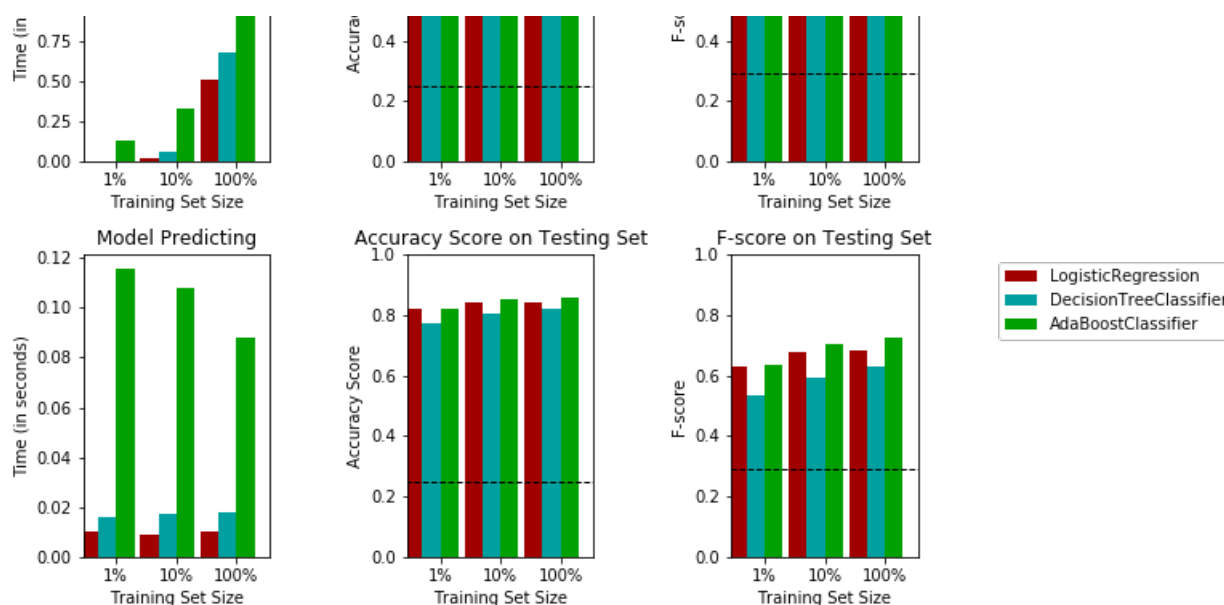 Time (in
0.75
0.50
0.25
0.00
1%
10%
100%
Training Set Size
0.4
0.2
0.0
1%
10%
100%
Training Set Size
0.4
0.2
0.0
1%
10%
100%
Training Set Size
Model Predicting
Time (in seconds)
0.12
0.10
0.08
0.06
0.04
0.02
0.00
1%
10%
100%
Training Set Size
Accuracy Score on Testing Set
Accuracy Score
1.0
0.8
0.6
0.4
0.2
0.0
1%
10%
100%
Training Set Size
F-score on Testing Set
F-score
1.0
0.8
0.6
0.4
0.2
0.0
1%
10%
100%
Training Set Size
LogisticRegression
DecisionTreeClassifier
AdaBoostClassifier